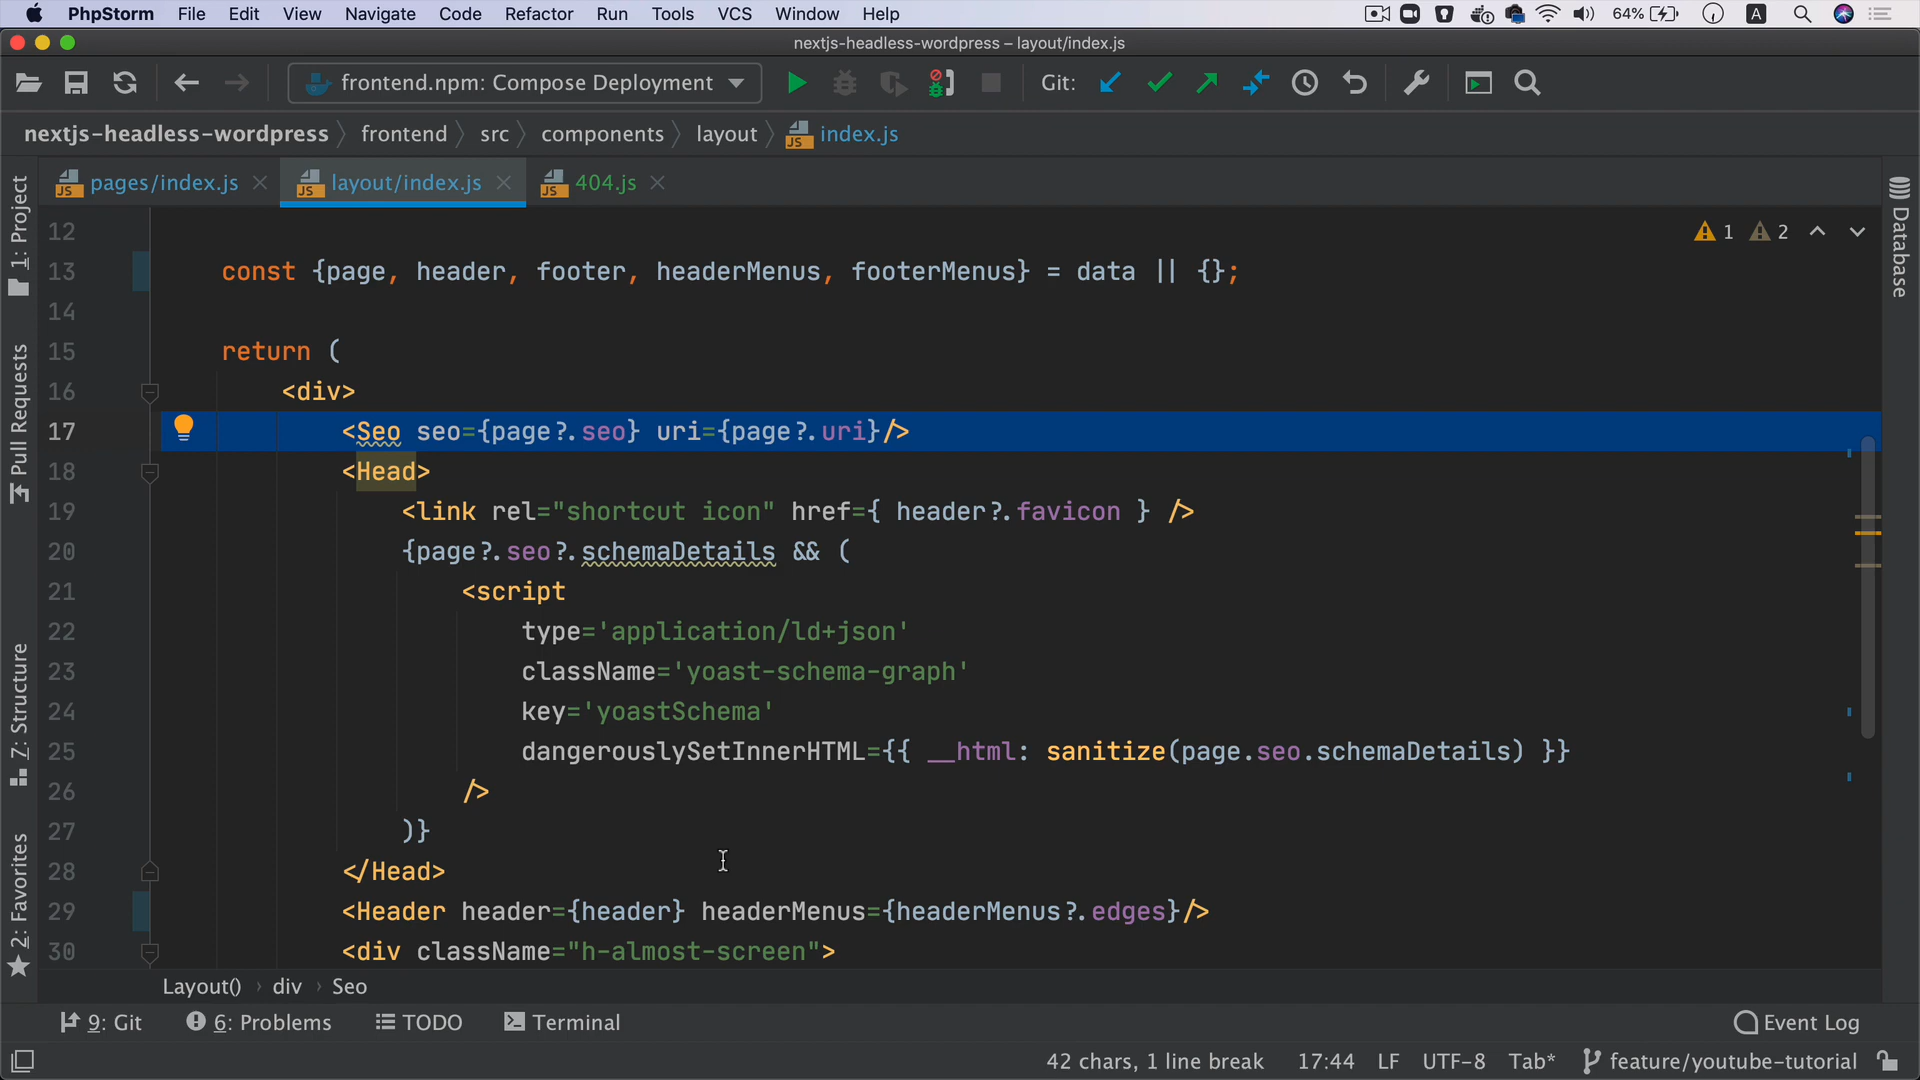 PhpStorm File Edit View Navigate Code Refactor Run Tools VCS Window Help 64% A
nextjs-headless-wordpress – layout/index.js
frontend.npm: Compose Deployment Git:
nextjs-headless-wordpress frontend src components layout index.js
pages/index.js layout/index.js 404.js
1: Project
Pull Requests
Z: Structure
2: Favorites
Database
1 2
12
13 const {page, header, footer, headerMenus, footerMenus} = data || {};
14
15 return (
16 <div>
17 <Seo seo={page?.seo} uri={page?.uri}/>
18 <Head>
19 <link rel="shortcut icon" href={ header?.favicon } />
20 {page?.seo?.schemaDetails && (
21 <script
22 type='application/ld+json'
23 className='yoast-schema-graph'
24 key='yoastSchema'
25 dangerouslySetInnerHTML={{ __html: sanitize(page.seo.schemaDetails) }}
26 />
27 )}
28 </Head>
29 <Header header={header} headerMenus={headerMenus?.edges}/>
30 <div className="h-almost-screen">
Layout() › div › Seo
9: Git 6: Problems TODO Terminal Event Log
42 chars, 1 line break 17:44 LF UTF-8 Tab* feature/youtube-tutorial